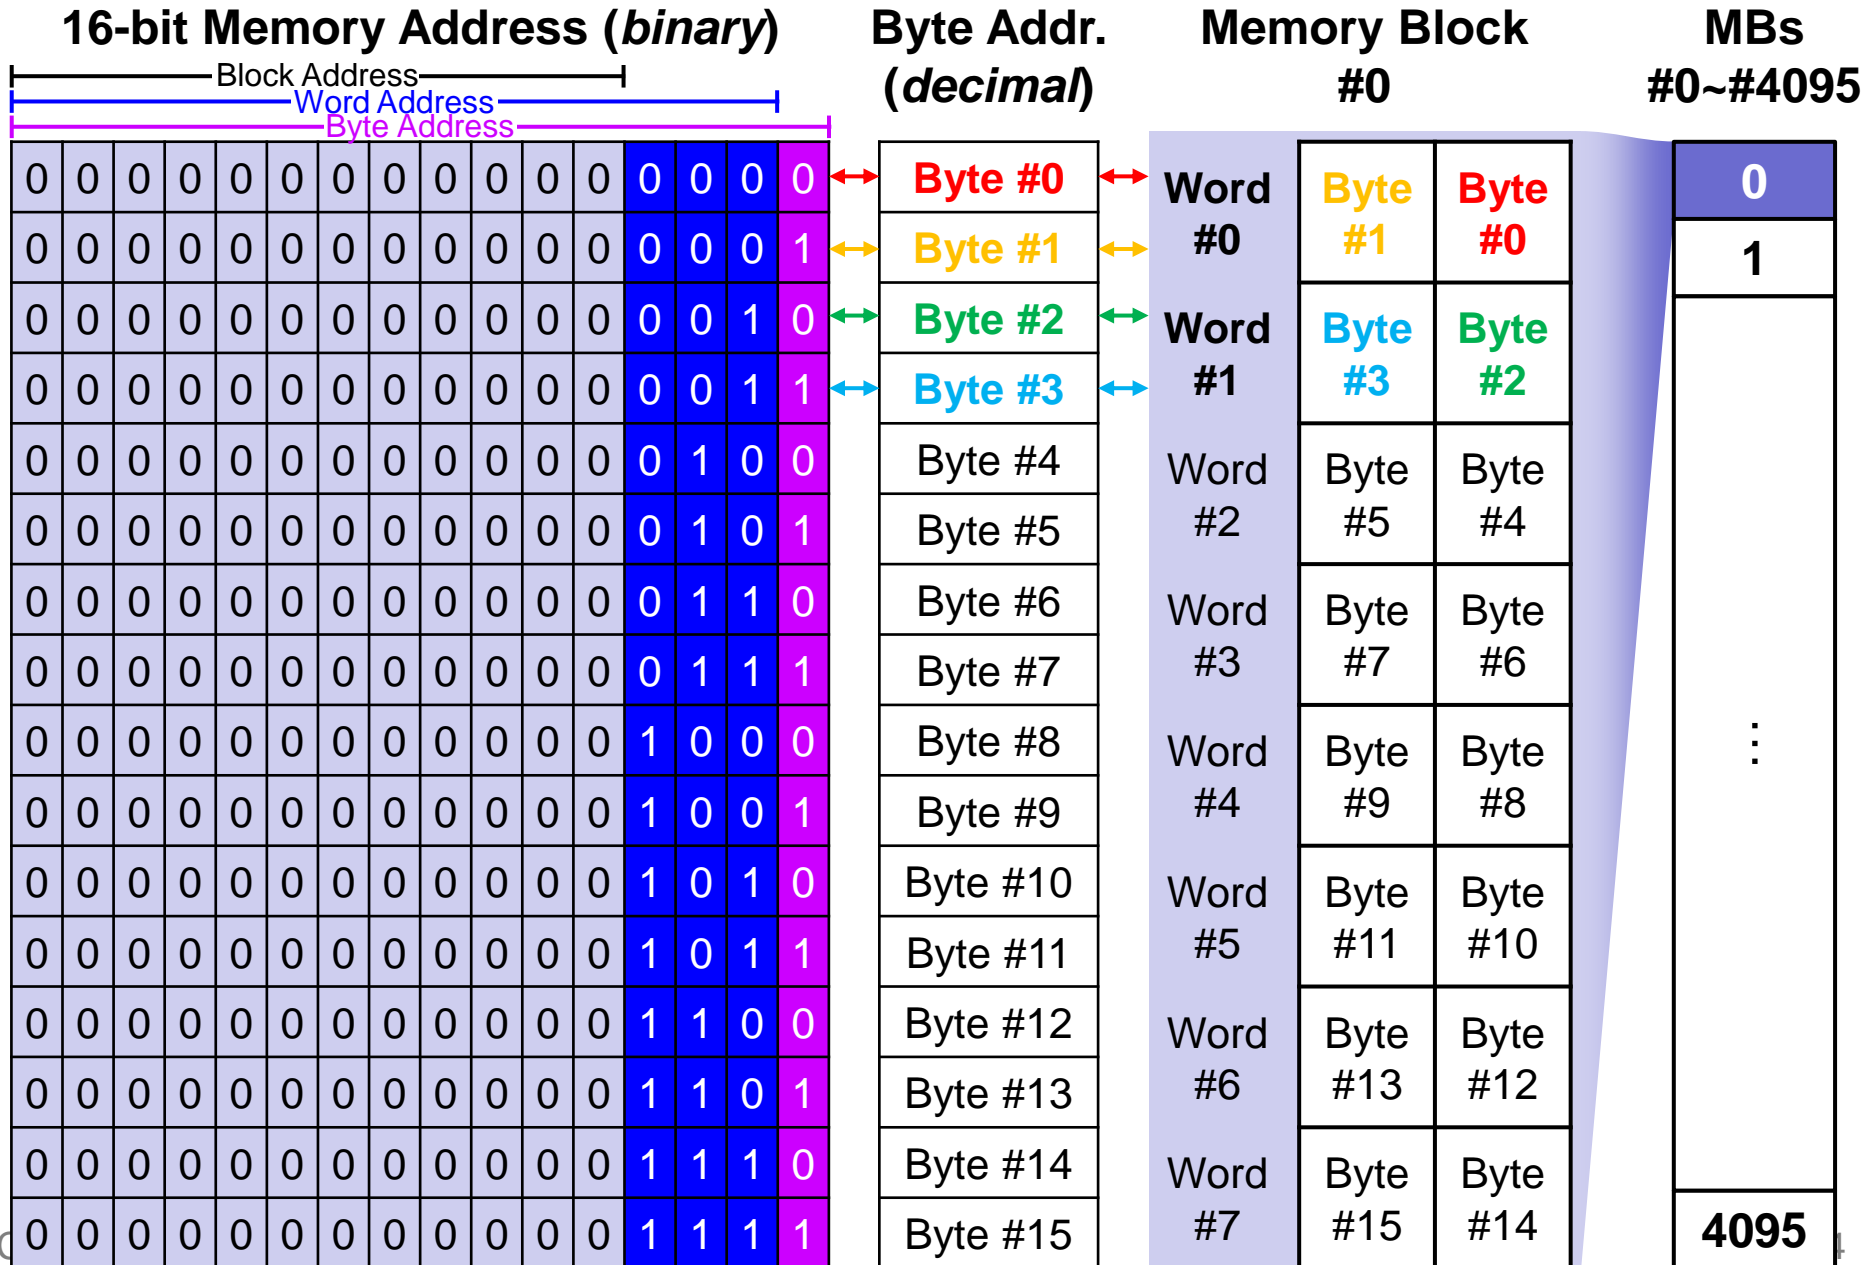 16-bit Memory Address (binary)
Byte Addr.
(decimal)
Memory Block
#0
MBs
#0~#4095
Block Address
Word Address
Byte Address
0 0 0 0 0 0 0 0 0 0 0 0 0 0 0 0
Byte #0
0 0 0 0 0 0 0 0 0 0 0 0 0 0 0 1
Byte #1
0 0 0 0 0 0 0 0 0 0 0 0 0 0 1 0
Byte #2
0 0 0 0 0 0 0 0 0 0 0 0 0 0 1 1
Byte #3
0 0 0 0 0 0 0 0 0 0 0 0 0 1 0 0
Byte #4
0 0 0 0 0 0 0 0 0 0 0 0 0 1 0 1
Byte #5
0 0 0 0 0 0 0 0 0 0 0 0 0 1 1 0
Byte #6
0 0 0 0 0 0 0 0 0 0 0 0 0 1 1 1
Byte #7
0 0 0 0 0 0 0 0 0 0 0 0 1 0 0 0
Byte #8
0 0 0 0 0 0 0 0 0 0 0 0 1 0 0 1
Byte #9
0 0 0 0 0 0 0 0 0 0 0 0 1 0 1 0
Byte #10
0 0 0 0 0 0 0 0 0 0 0 0 1 0 1 1
Byte #11
0 0 0 0 0 0 0 0 0 0 0 0 1 1 0 0
Byte #12
0 0 0 0 0 0 0 0 0 0 0 0 1 1 0 1
Byte #13
0 0 0 0 0 0 0 0 0 0 0 0 1 1 1 0
Byte #14
0 0 0 0 0 0 0 0 0 0 0 0 1 1 1 1
Byte #15
Word Byte Byte
#0 #1 #0
Word Byte Byte
#1 #3 #2
Word Byte Byte
#2 #5 #4
Word Byte Byte
#3 #7 #6
Word Byte Byte
#4 #9 #8
Word Byte Byte
#5 #11 #10
Word Byte Byte
#6 #13 #12
Word Byte Byte
#7 #15 #14
0
1
⋮
4095